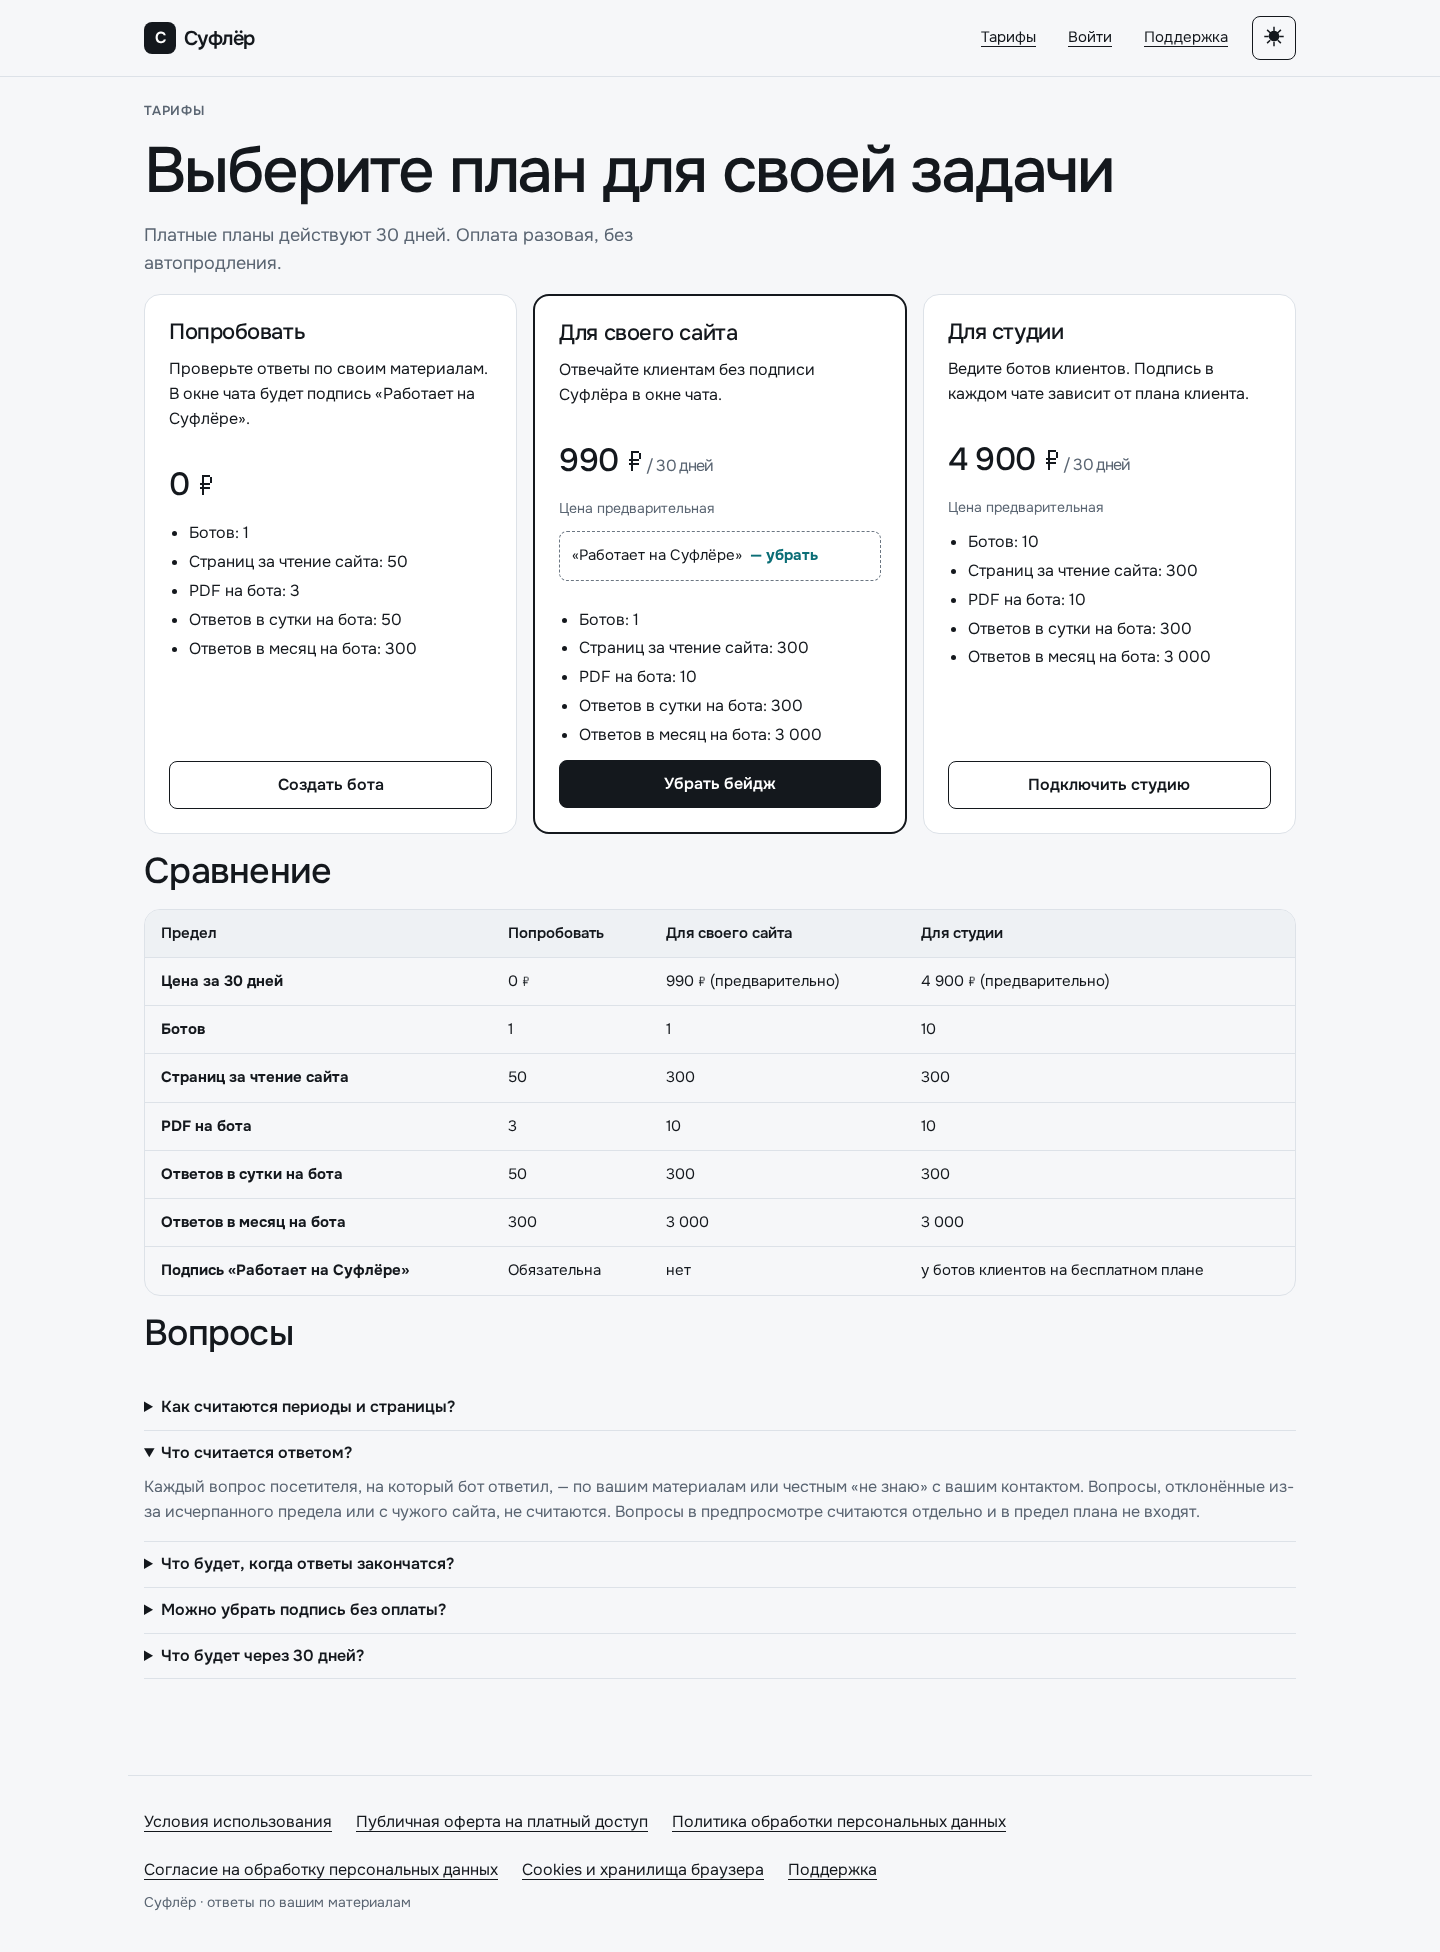 С Суфлёр
Тарифы Войти Поддержка
ТАРИФЫ
Выберите план для своей задачи
Платные планы действуют 30 дней. Оплата разовая, без
автопродления.
Попробовать
Проверьте ответы по своим материалам.
В окне чата будет подпись «Работает на
Суфлёре».
0 ₽
• Ботов: 1
• Страниц за чтение сайта: 50
• PDF на бота: 3
• Ответов в сутки на бота: 50
• Ответов в месяц на бота: 300
Создать бота
Для своего сайта
Отвечайте клиентам без подписи
Суфлёра в окне чата.
990 ₽ / 30 дней
Цена предварительная
«Работает на Суфлёре» — убрать
• Ботов: 1
• Страниц за чтение сайта: 300
• PDF на бота: 10
• Ответов в сутки на бота: 300
• Ответов в месяц на бота: 3 000
Убрать бейдж
Для студии
Ведите ботов клиентов. Подпись в
каждом чате зависит от плана клиента.
4 900 ₽ / 30 дней
Цена предварительная
• Ботов: 10
• Страниц за чтение сайта: 300
• PDF на бота: 10
• Ответов в сутки на бота: 300
• Ответов в месяц на бота: 3 000
Подключить студию
Сравнение
Предел Попробовать Для своего сайта Для студии
Цена за 30 дней 0 ₽ 990 ₽ (предварительно) 4 900 ₽ (предварительно)
Ботов 1 1 10
Страниц за чтение сайта 50 300 300
PDF на бота 3 10 10
Ответов в сутки на бота 50 300 300
Ответов в месяц на бота 300 3 000 3 000
Подпись «Работает на Суфлёре» Обязательна нет у ботов клиентов на бесплатном плане
Вопросы
Как считаются периоды и страницы?
Что считается ответом?
Каждый вопрос посетителя, на который бот ответил, — по вашим материалам или честным «не знаю» с вашим контактом. Вопросы, отклонённые из-
за исчерпанного предела или с чужого сайта, не считаются. Вопросы в предпросмотре считаются отдельно и в предел плана не входят.
Что будет, когда ответы закончатся?
Можно убрать подпись без оплаты?
Что будет через 30 дней?
Условия использования Публичная оферта на платный доступ Политика обработки персональных данных
Согласие на обработку персональных данных Cookies и хранилища браузера Поддержка
Суфлёр · ответы по вашим материалам